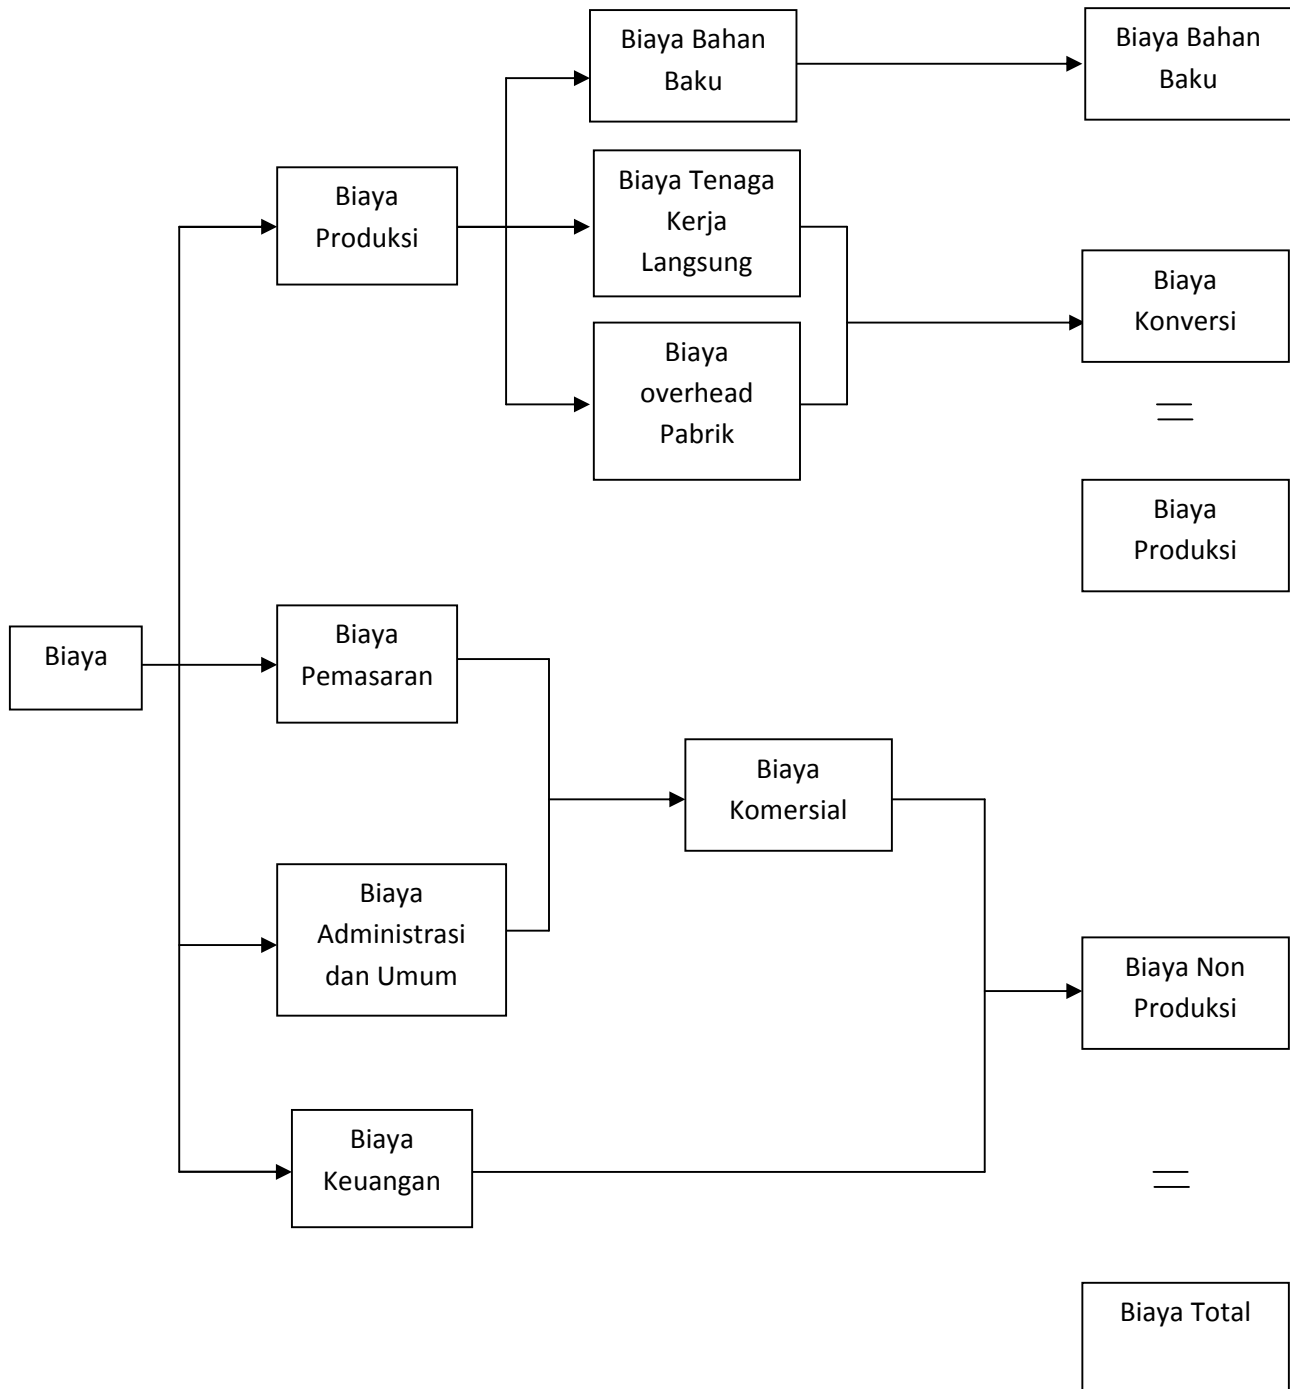 Biaya Bahan
Baku
Biaya Bahan
Baku
Biaya
Produksi
Biaya Tenaga
Kerja
Langsung
Biaya
Konversi
Biaya
overhead
Pabrik
=
Biaya
Produksi
Biaya
Biaya
Pemasaran
Biaya
Komersial
Biaya
Administrasi
dan Umum
Biaya Non
Produksi
Biaya
Keuangan
=
Biaya Total